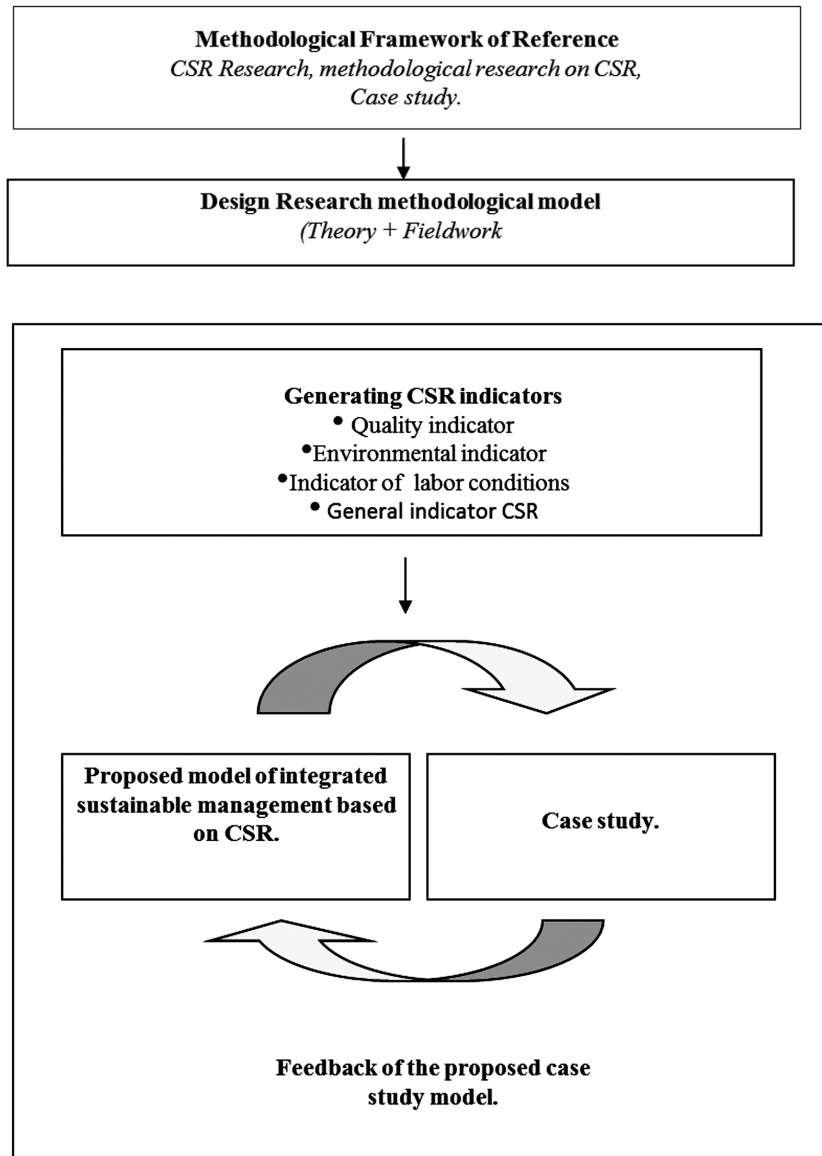 Methodological Framework of Reference
CSR Research, methodological research on CSR,
Case study.
Design Research methodological model
(Theory + Fieldwork
Generating CSR indicators
• Quality indicator
•Environmental indicator
•Indicator of labor conditions
• General indicator CSR
Proposed model of integrated
sustainable management based
on CSR.
Case study.
Feedback of the proposed case
study model.